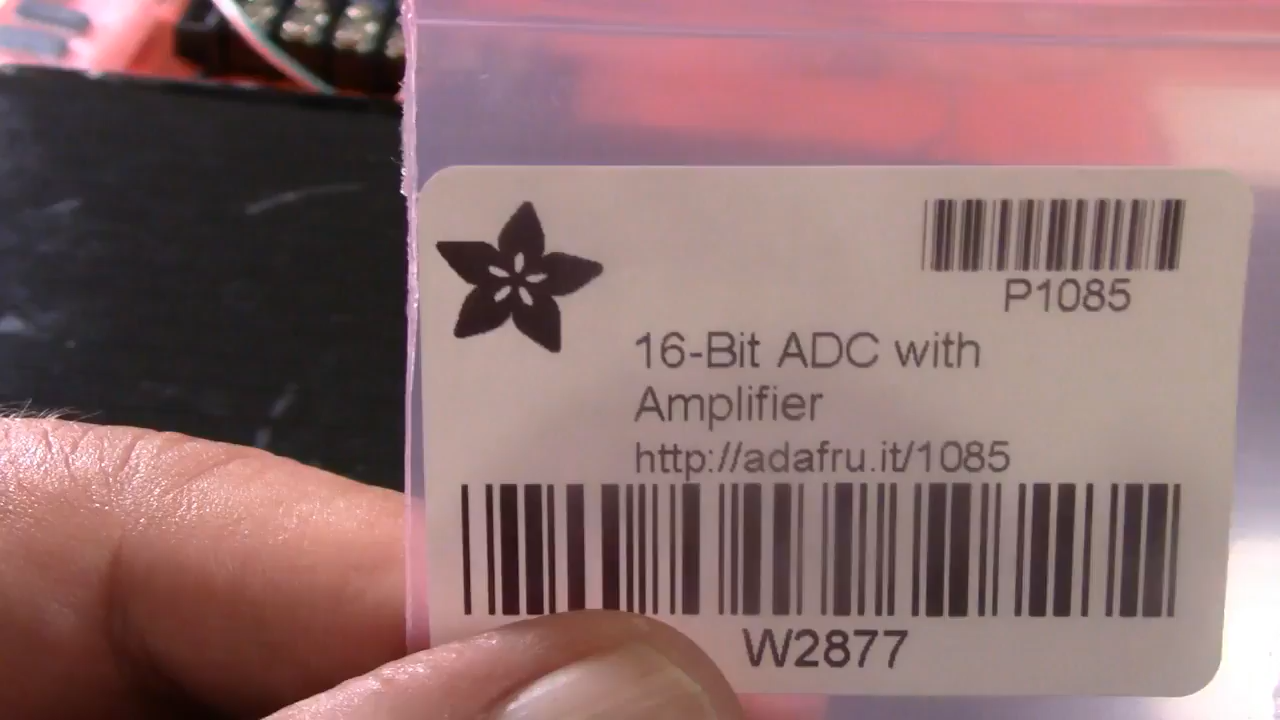 P1085
16-Bit ADC with
Amplifier
http://adafru.it/1085
W2877